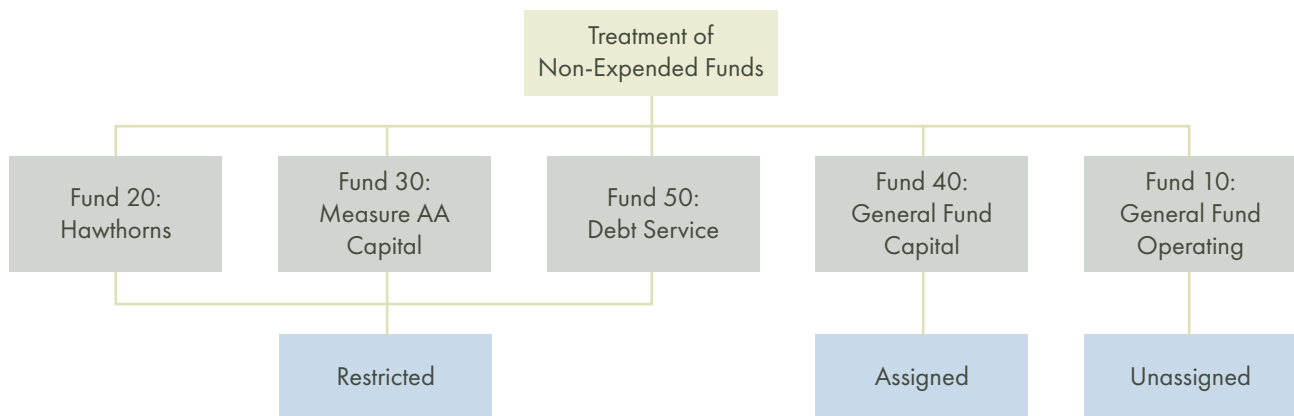 Treatment of
Non-Expended Funds
Fund 20:
Hawthorns
Fund 30:
Measure AA
Capital
Fund 50:
Debt Service
Fund 40:
General Fund
Capital
Fund 10:
General Fund
Operating
Restricted
Assigned
Unassigned